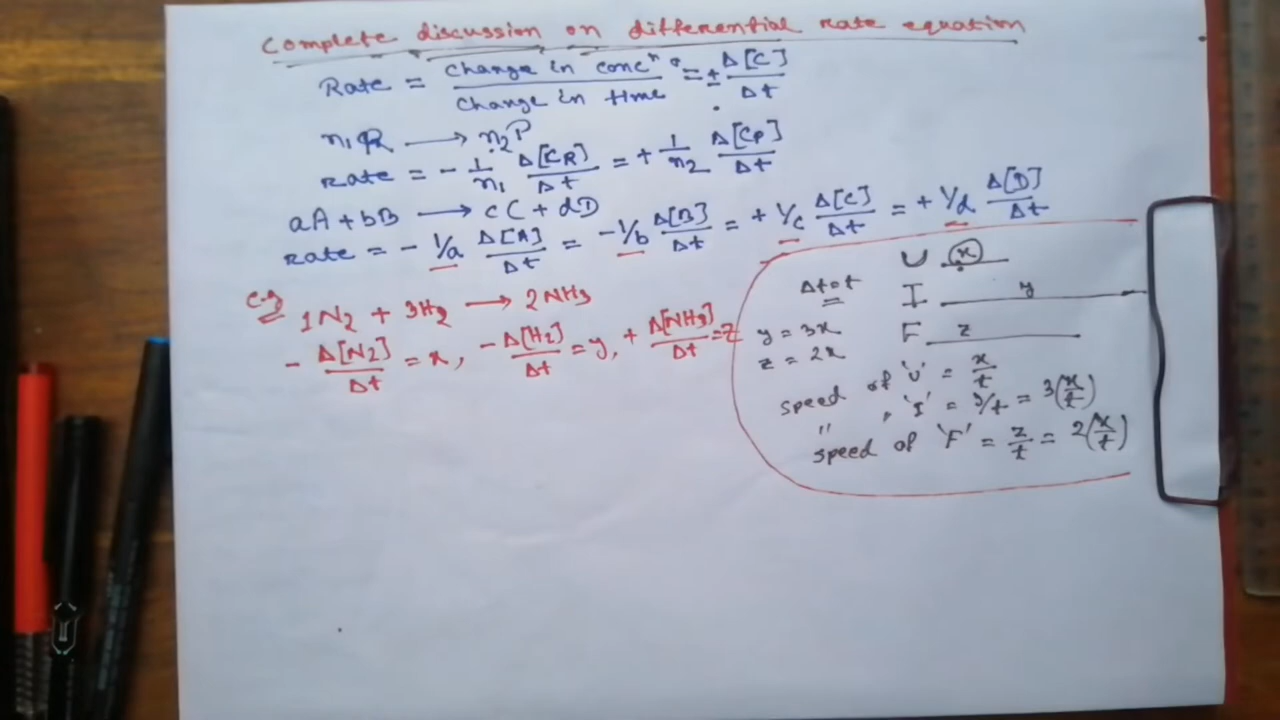 Complete discussion on differential rate equation
Rate = Change in concⁿ / Change in time = ± Δ[C] / Δt
n₁R ⟶ n₂P
rate = - 1/n₁ Δ[CR] / Δt = + 1/n₂ Δ[CP] / Δt
aA + bB ⟶ cC + dD
rate = - 1/a Δ[A] / Δt = - 1/b Δ[B] / Δt = + 1/c Δ[C] / Δt = + 1/d Δ[D] / Δt
e.g
1N₂ + 3H₂ ⟶ 2NH₃
- Δ[N₂] / Δt = x, - Δ[H₂] / Δt = y, + Δ[NH₃] / Δt = z
U x
I y
F z
y = 3x
z = 2x
speed of 'U' = x/t
" , 'I' = y/t = 3(x/t)
speed of 'F' = z/t = 2(x/t)